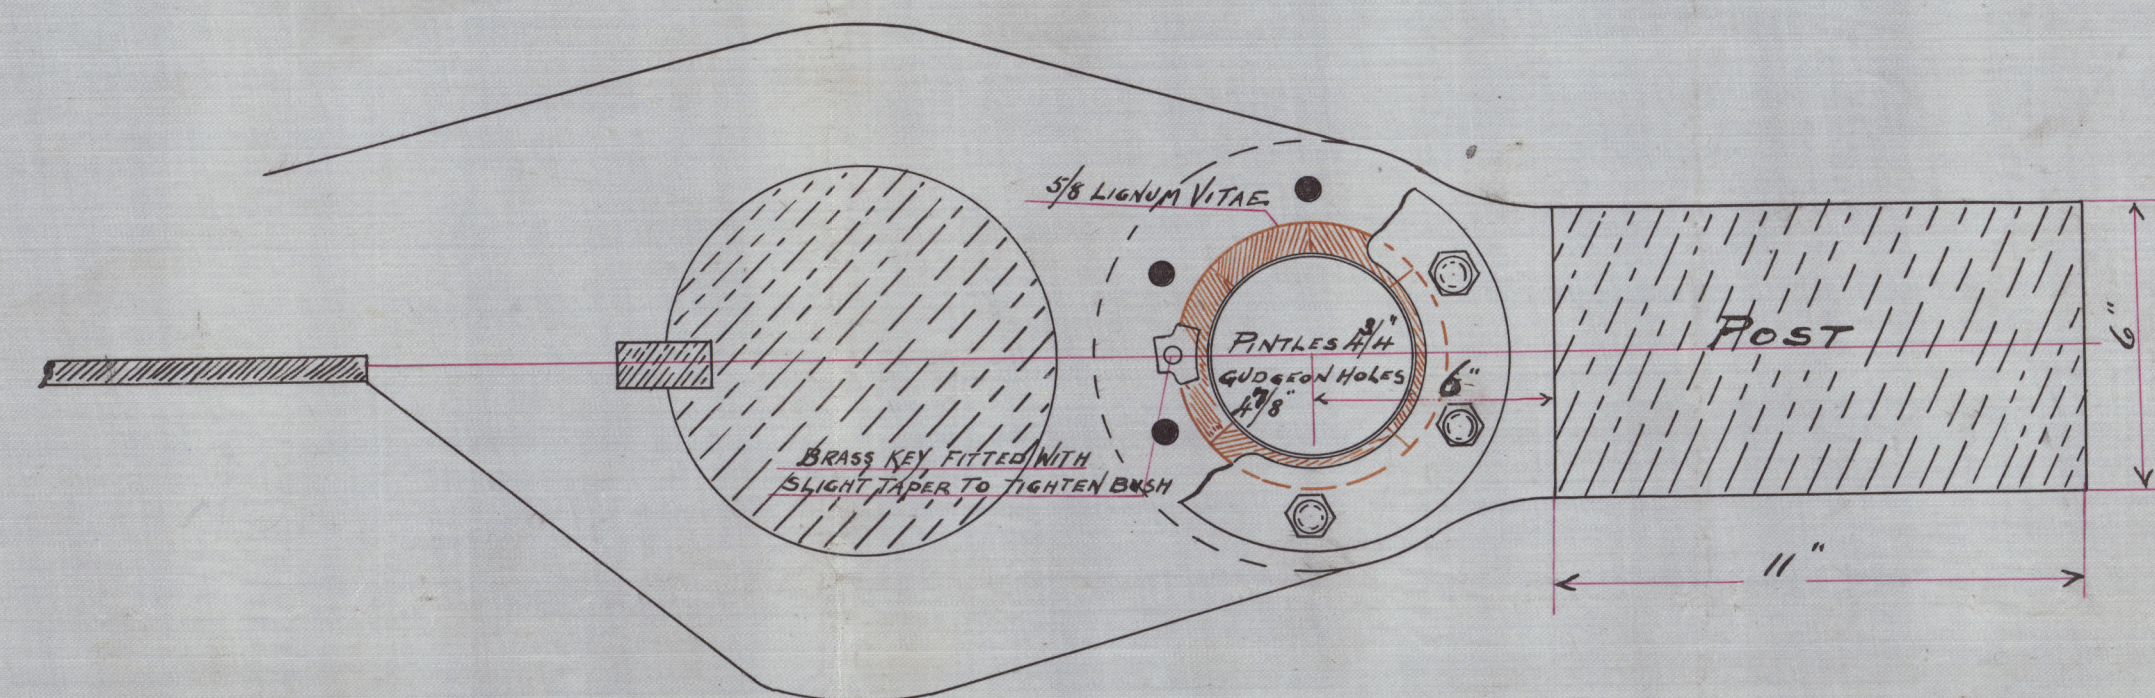 5/8 LIGNUM VITAE
PINTLES 4 3/4"
GUDGEON HOLES
4 7/8"
6"
POST
6"
BRASS KEY FITTED WITH
SLIGHT TAPER TO TIGHTEN BUSH
11"